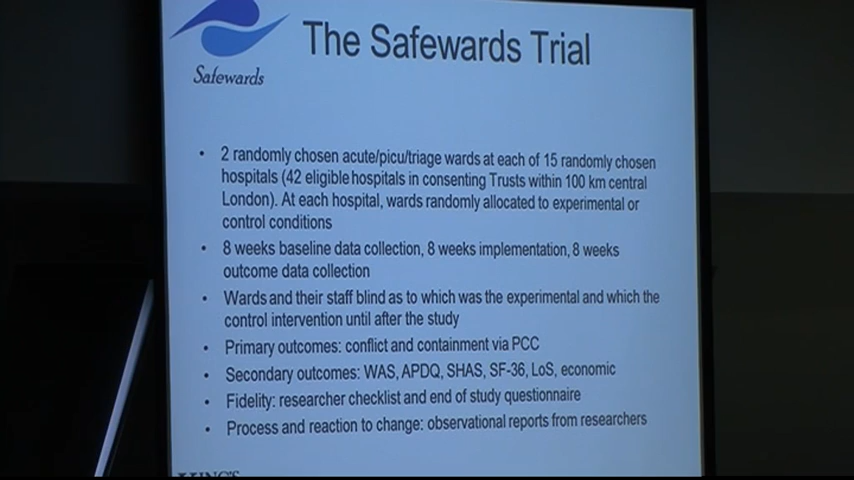 The Safewards Trial
Safewards
• 2 randomly chosen acute/picu/triage wards at each of 15 randomly chosen
hospitals (42 eligible hospitals in consenting Trusts within 100 km central
London). At each hospital, wards randomly allocated to experimental or
control conditions
• 8 weeks baseline data collection, 8 weeks implementation, 8 weeks
outcome data collection
• Wards and their staff blind as to which was the experimental and which the
control intervention until after the study
• Primary outcomes: conflict and containment via PCC
• Secondary outcomes: WAS, APDQ, SHAS, SF-36, LoS, economic
• Fidelity: researcher checklist and end of study questionnaire
• Process and reaction to change: observational reports from researchers